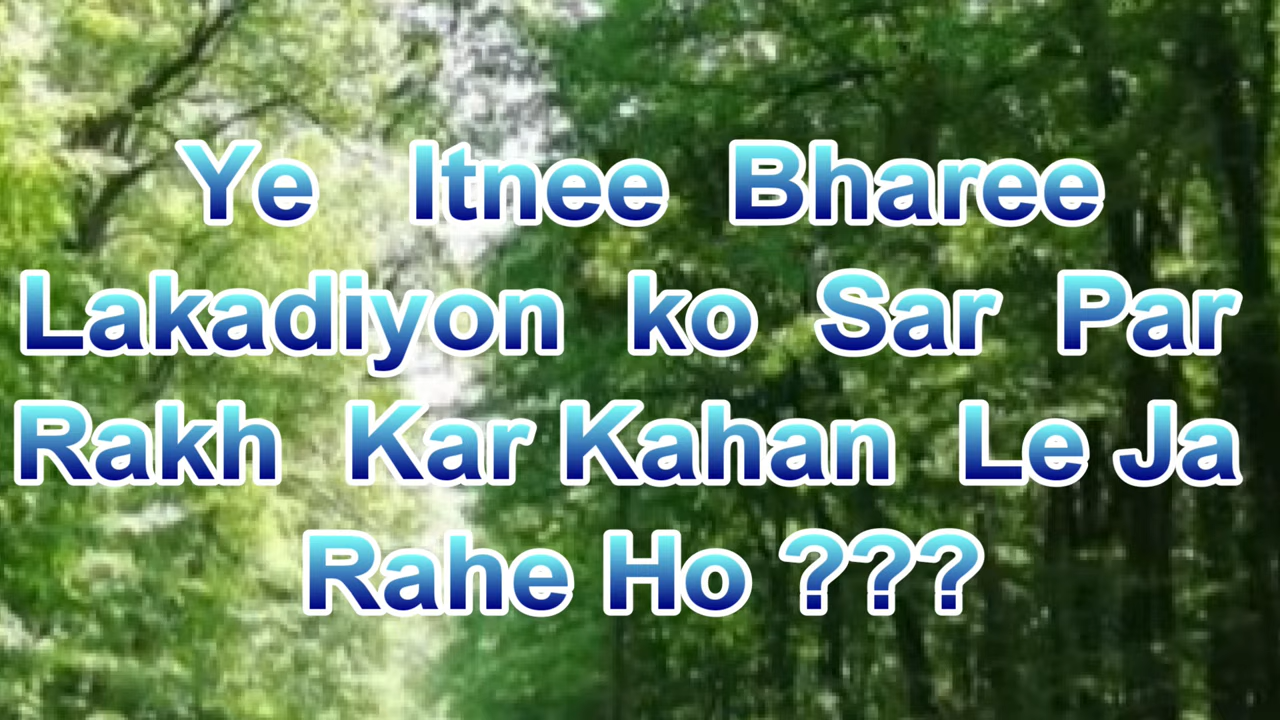 Ye Itnee Bharee
Lakadiyon ko Sar Par
Rakh Kar Kahan Le Ja
Rahe Ho ???